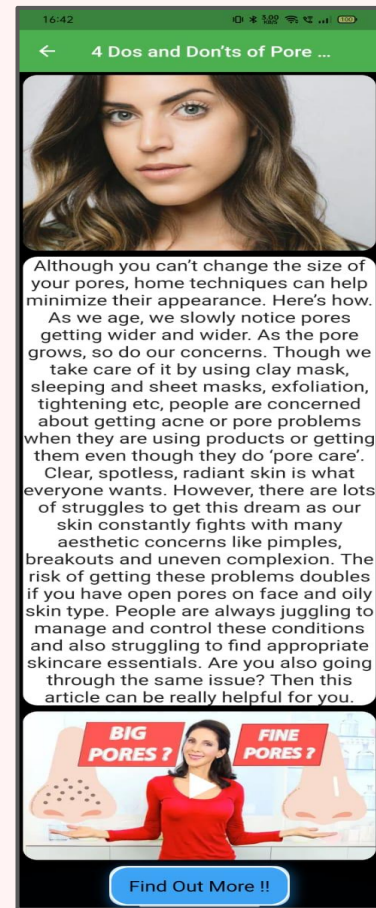 16:42
3.00 KB/S
100
← 4 Dos and Don'ts of Pore ...
Although you can't change the size of
your pores, home techniques can help
minimize their appearance. Here's how.
As we age, we slowly notice pores
getting wider and wider. As the pore
grows, so do our concerns. Though we
take care of it by using clay mask,
sleeping and sheet masks, exfoliation,
tightening etc, people are concerned
about getting acne or pore problems
when they are using products or getting
them even though they do ‘pore care’.
Clear, spotless, radiant skin is what
everyone wants. However, there are lots
of struggles to get this dream as our
skin constantly fights with many
aesthetic concerns like pimples,
breakouts and uneven complexion. The
risk of getting these problems doubles
if you have open pores on face and oily
skin type. People are always juggling to
manage and control these conditions
and also struggling to find appropriate
skincare essentials. Are you also going
through the same issue? Then this
article can be really helpful for you.
BIG
PORES ?
FINE
PORES ?
Find Out More !!